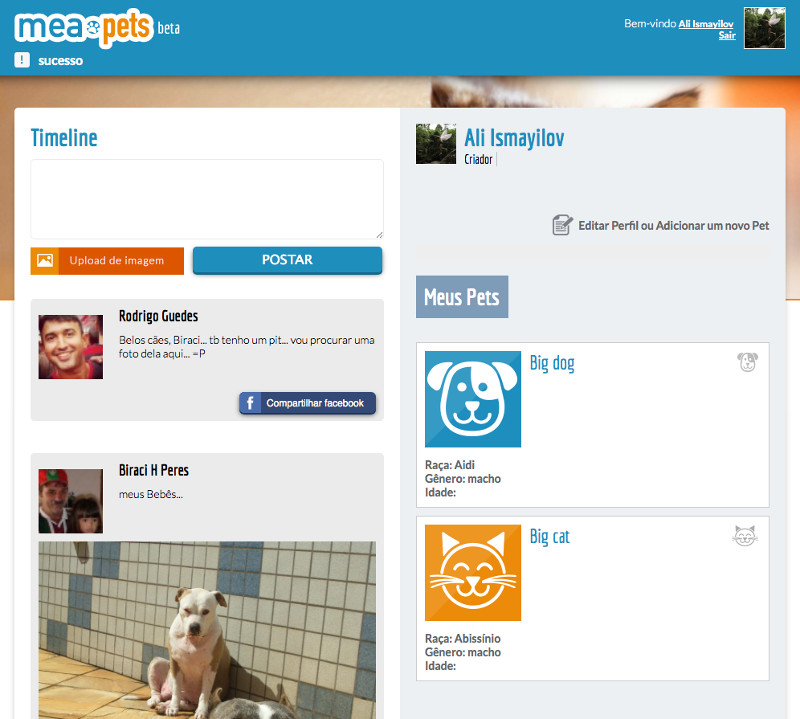 meapets beta
Bem-vindo Ali Ismayilov
Sair
! sucesso
Timeline
Upload de imagem
POSTAR
Rodrigo Guedes
Belos cães, Biraci... tb tenho um pit... vou procurar uma
foto dela aqui... =P
f Compartilhar facebook
Biraci H Peres
meus Bebês...
Ali Ismayilov
Criador
Editar Perfil ou Adicionar um novo Pet
Meus Pets
Big dog
Raça: Aidi
Gênero: macho
Idade:
Big cat
Raça: Abissínio
Gênero: macho
Idade: